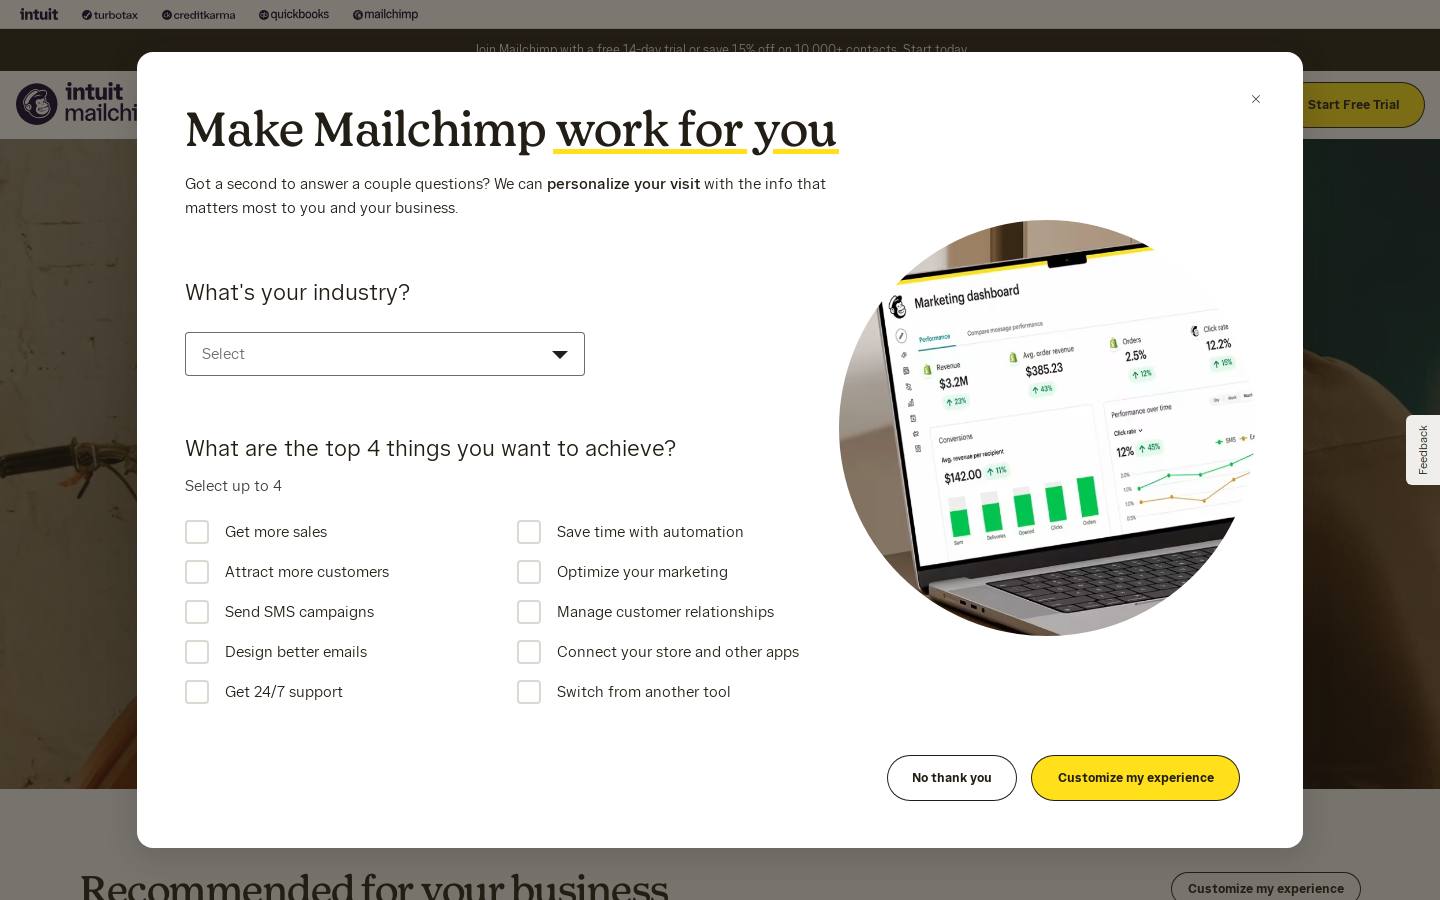 intuit turbotax creditkarma quickbooks mailchimp
Join Mailchimp with a free 14-day trial or save 15% off on 10,000+ contacts. Start today
intuit
mailchi
Start Free Trial
Make Mailchimp work for you
Got a second to answer a couple questions? We can personalize your visit with the info that
matters most to you and your business.
What's your industry?
Select
What are the top 4 things you want to achieve?
Select up to 4
Get more sales
Save time with automation
Attract more customers
Optimize your marketing
Send SMS campaigns
Manage customer relationships
Design better emails
Connect your store and other apps
Get 24/7 support
Switch from another tool
Marketing dashboard
Performance Compare message performance
Revenue
$3.2M
23%
Avg. order revenue
$385.23
43%
Orders
2.5%
12%
Click rate
12.2%
15%
Conversions
Avg. revenue per recipient
$142.00 11%
Deliveries Opened Clicks Orders
Performance over time
Click rate
12% 45%
SMS
No thank you
Customize my experience
Feedback
Recommended for your business
Customize my experience